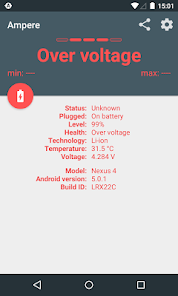 15:01
Ampere
Over voltage
min: — max: —
Status: Unknown
Plugged: On battery
Level: 99%
Health: Over voltage
Technology: Li-ion
Temperature: 31.5 °C
Voltage: 4.284 V
Model: Nexus 4
Android version: 5.0.1
Build ID: LRX22C